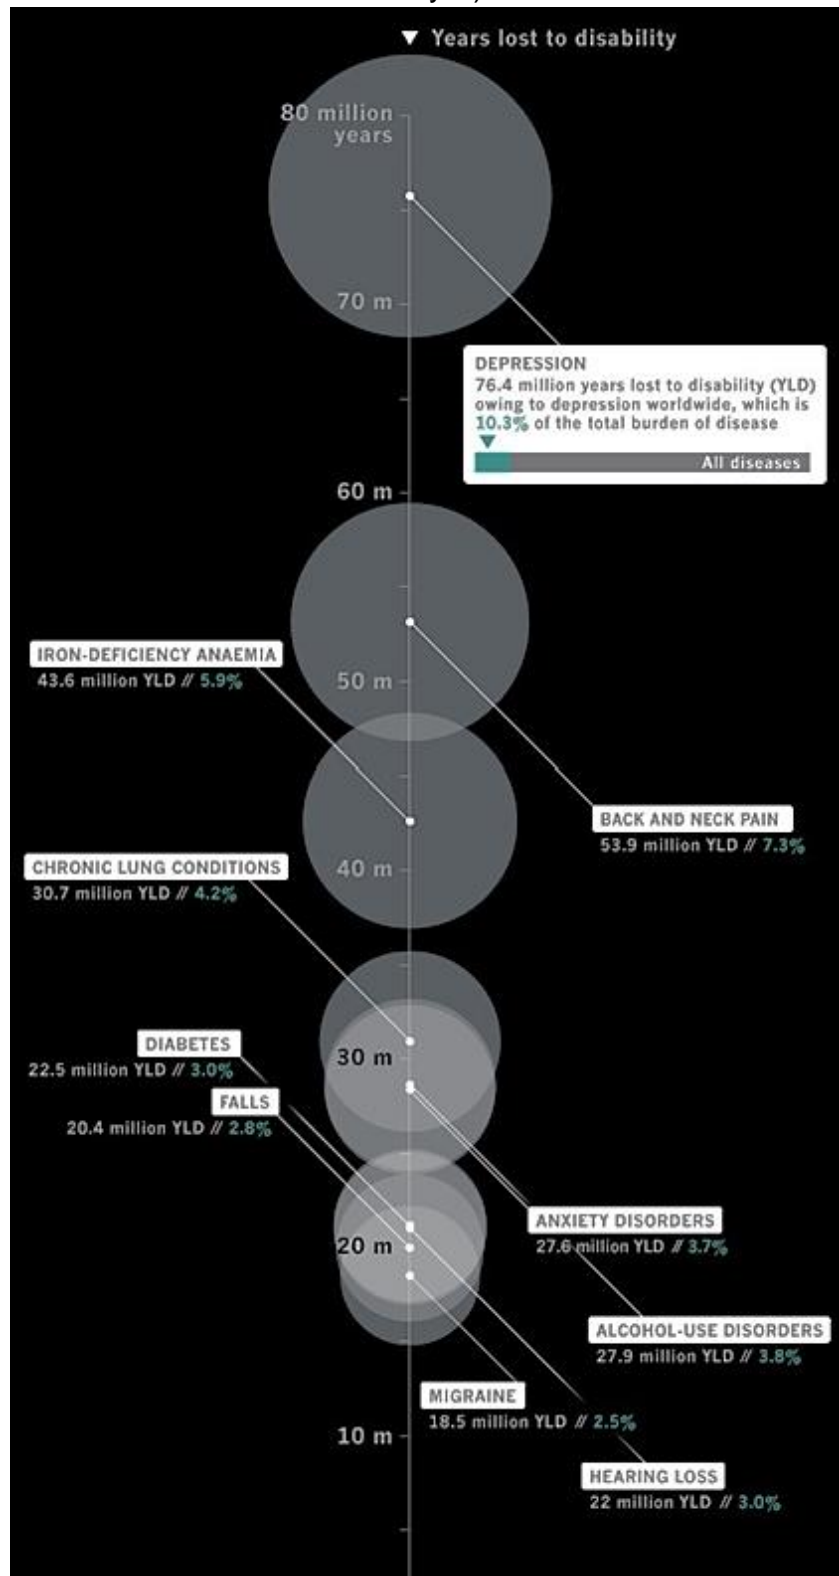 ▼ Years lost to disability
80 million
years
70 m
DEPRESSION
76.4 million years lost to disability (YLD)
owing to depression worldwide, which is
10.3% of the total burden of disease
All diseases
60 m
IRON-DEFICIENCY ANAEMIA
43.6 million YLD // 5.9%
50 m
BACK AND NECK PAIN
53.9 million YLD // 7.3%
CHRONIC LUNG CONDITIONS
30.7 million YLD // 4.2%
40 m
DIABETES
22.5 million YLD // 3.0%
30 m
FALLS
20.4 million YLD // 2.8%
ANXIETY DISORDERS
27.6 million YLD // 3.7%
20 m
ALCOHOL-USE DISORDERS
27.9 million YLD // 3.8%
MIGRAINE
18.5 million YLD // 2.5%
10 m
HEARING LOSS
22 million YLD // 3.0%